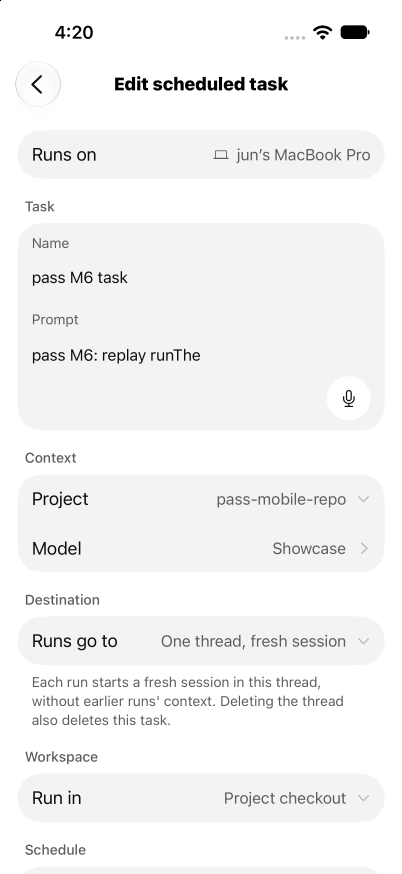 4:20
Edit scheduled task
Runs on
jun’s MacBook Pro
Task
Name
pass M6 task
Prompt
pass M6: replay runThe
Context
Project
pass-mobile-repo
Model
Showcase
Destination
Runs go to
One thread, fresh session
Each run starts a fresh session in this thread,
without earlier runs' context. Deleting the thread
also deletes this task.
Workspace
Run in
Project checkout
Schedule